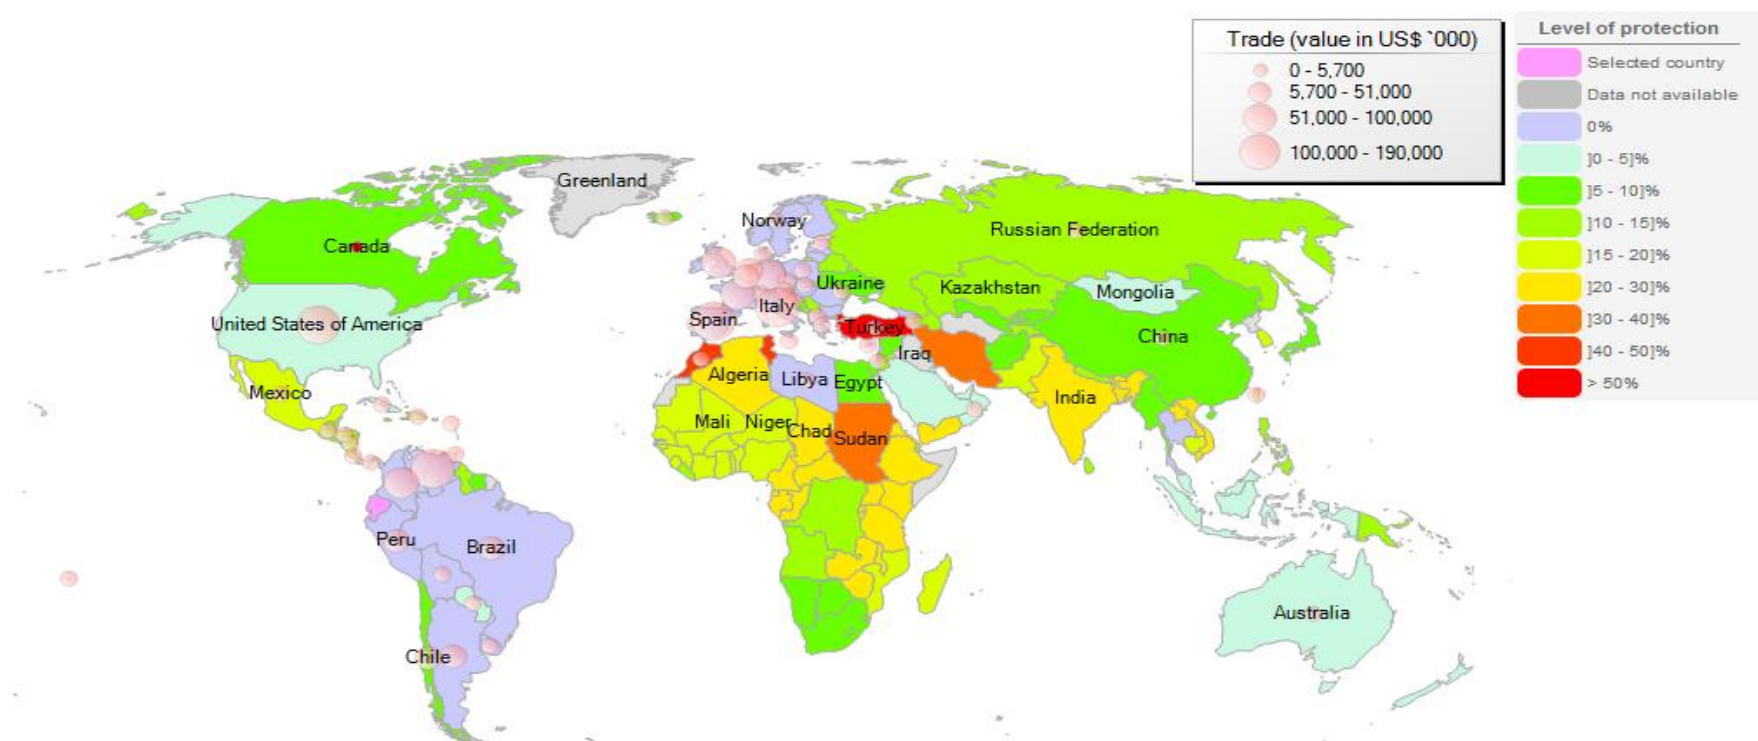 Trade (value in US$ `000)
0 - 5,700
5,700 - 51,000
51,000 - 100,000
100,000 - 190,000
Level of protection
Selected country
Data not available
0%
]0 - 5]%
]5 - 10]%
]10 - 15]%
]15 - 20]%
]20 - 30]%
]30 - 40]%
]40 - 50]%
> 50%
Greenland
Norway
Russian Federation
Canada
Ukraine
Kazakhstan
Mongolia
Italy
Spain
United States of America
Turkey
China
Iraq
Mexico
Algeria
Libya
Egypt
India
Mali
Niger
Chad
Sudan
Peru
Brazil
Australia
Chile